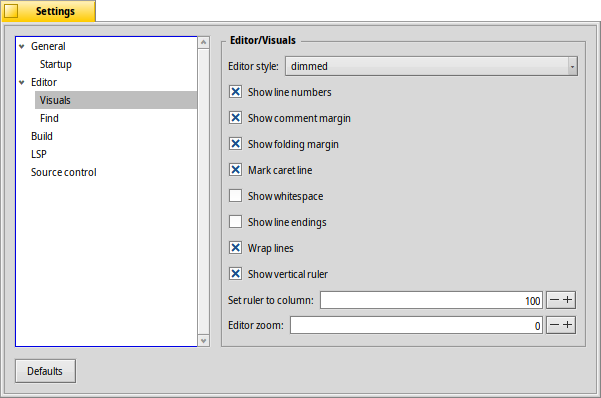 Settings
General
Startup
Editor
Visuals
Find
Build
LSP
Source control
Editor/Visuals
Editor style: dimmed
Show line numbers
Show comment margin
Show folding margin
Mark caret line
Show whitespace
Show line endings
Wrap lines
Show vertical ruler
Set ruler to column: 100
Editor zoom: 0
Defaults